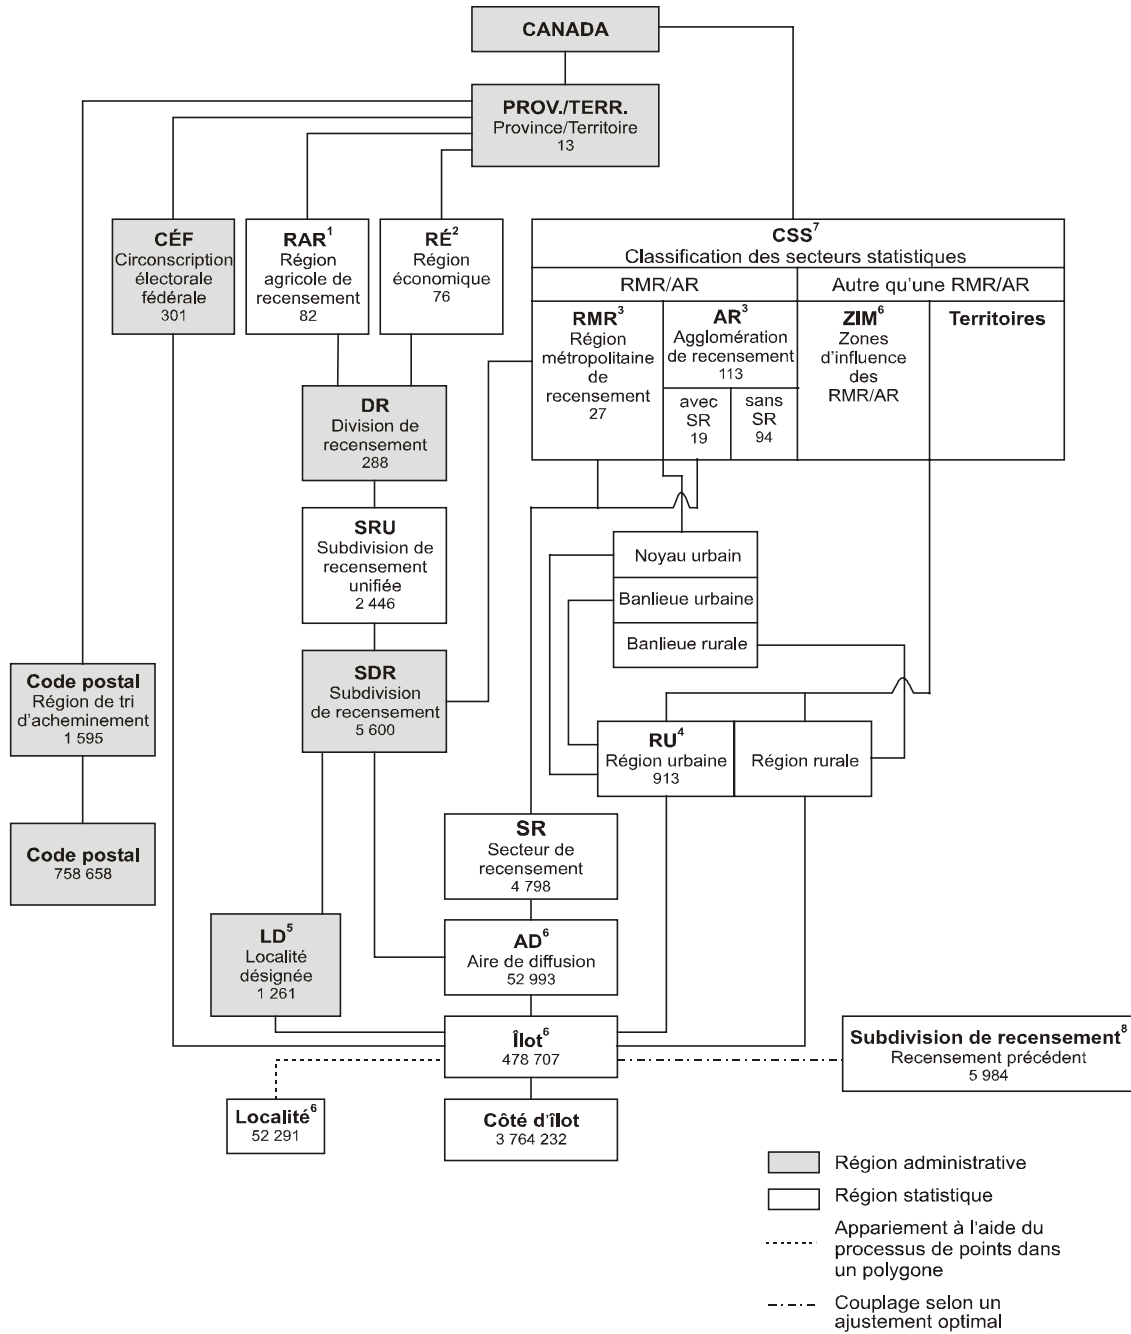 CANADA
PROV./TERR.
Province/Territoire
13
CÉF
Circonscription
électorale
fédérale
301
RAR1
Région
agricole de
recensement
82
RÉ2
Région
économique
76
CSS7
Classification des secteurs statistiques
RMR/AR
Autre qu'une RMR/AR
RMR3
Région
métropolitaine
de
recensement
27
AR3
Agglomération
de recensement
113
avec
SR
19
sans
SR
94
ZIM6
Zones
d'influence
des
RMR/AR
Territoires
DR
Division de
recensement
288
SRU
Subdivision de
recensement
unifiée
2 446
Noyau urbain
Banlieue urbaine
Banlieue rurale
Code postal
Région de tri
d'acheminement
1 595
SDR
Subdivision
de recensement
5 600
RU4
Région urbaine
913
Région rurale
Code postal
758 658
SR
Secteur de
recensement
4 798
LD5
Localité
désignée
1 261
AD6
Aire de diffusion
52 993
Îlot6
478 707
Subdivision de recensement8
Recensement précédent
5 984
Localité6
52 291
Côté d'îlot
3 764 232
Région administrative
Région statistique
Appariement à l'aide du
processus de points dans
un polygone
Couplage selon un
ajustement optimal